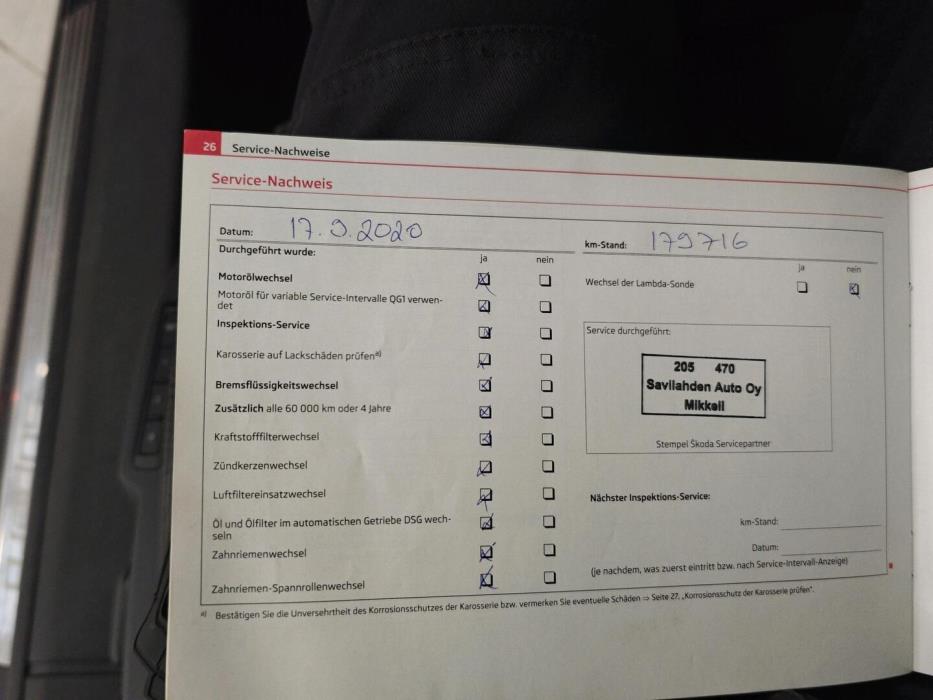 26 Service-Nachweise
Service-Nachweis
Datum: 17.9.2020
km-Stand: 179716
Durchgeführt wurde:
ja nein
Motorölwechsel
Motoröl für variable Service-Intervalle QG1 verwen-
det
Inspektions-Service
Karosserie auf Lackschäden prüfen a)
Bremsflüssigkeitswechsel
Zusätzlich alle 60 000 km oder 4 Jahre
Kraftstofffilterwechsel
Zündkerzenwechsel
Luftfiltereinsatzwechsel
Öl und Ölfilter im automatischen Getriebe DSG wech-
seln
Zahnriemenwechsel
Zahnriemen-Spannrollenwechsel
ja nein
Wechsel der Lambda-Sonde
Service durchgeführt:
205 470
Savilahden Auto Oy
Mikkeli
Stempel Škoda Servicepartner
Nächster Inspektions-Service:
km-Stand:
Datum:
(je nachdem, was zuerst eintritt bzw. nach Service-Intervall-Anzeige)
a) Bestätigen Sie die Unversehrtheit des Korrosionsschutzes der Karosserie bzw. vermerken Sie eventuelle Schäden ⇒ Seite 27, „Korrosionsschutz der Karosserie prüfen".